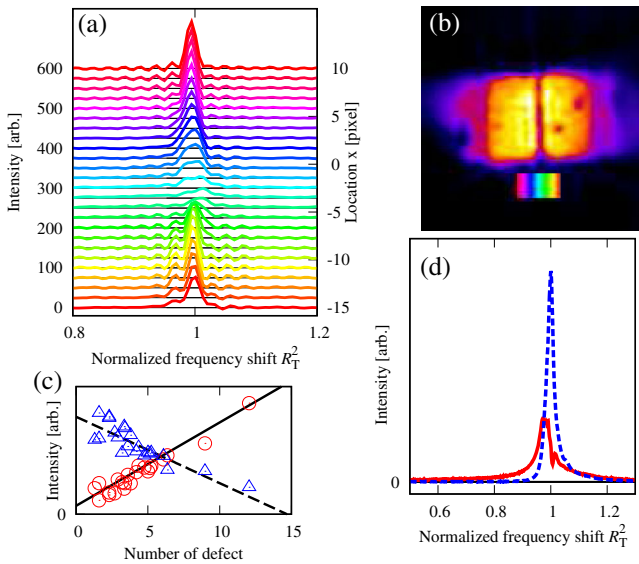 (a)
600
500
400
300
200
100
0
Intensity [arb.]
10
5
0
-5
-10
-15
Location x [pixel]
0.8 1 1.2
Normalized frequency shift R_T^2
(b)
(c)
Intensity [arb.]
0
0 5 10 15
Number of defect
(d)
Intensity [arb.]
0
0.6 0.8 1 1.2
Normalized frequency shift R_T^2